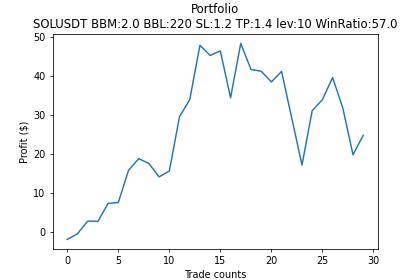 Portfolio
SOLUSDT BBM:2.0 BBL:220 SL:1.2 TP:1.4 lev:10 WinRatio:57.0
50
40
30
20
10
0
Profit ($)
0 5 10 15 20 25 30
Trade counts